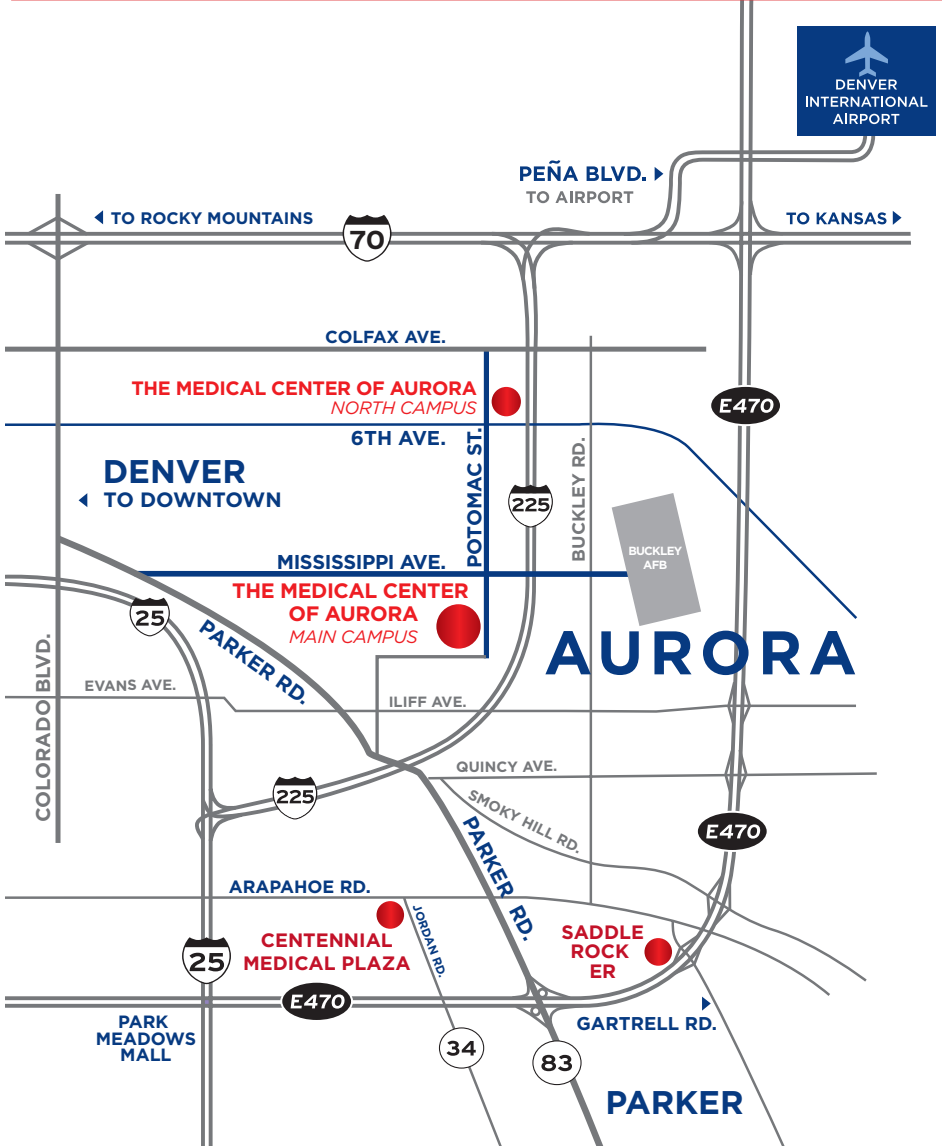 DENVER
INTERNATIONAL
AIRPORT
PEÑA BLVD.
TO AIRPORT
TO ROCKY MOUNTAINS
70
TO KANSAS
COLFAX AVE.
THE MEDICAL CENTER OF AURORA
NORTH CAMPUS
E470
6TH AVE.
POTOMAC ST.
BUCKLEY RD.
DENVER
TO DOWNTOWN
225
BUCKLEY
AFB
MISSISSIPPI AVE.
THE MEDICAL CENTER
OF AURORA
MAIN CAMPUS
25
PARKER RD.
AURORA
COLORADO BLVD.
EVANS AVE.
ILIFF AVE.
QUINCY AVE.
225
SMOKY HILL RD.
E470
PARKER RD.
ARAPAHOE RD.
JORDAN RD.
CENTENNIAL
MEDICAL PLAZA
SADDLE
ROCK
ER
25
E470
GARTRELL RD.
PARK
MEADOWS
MALL
34
83
PARKER